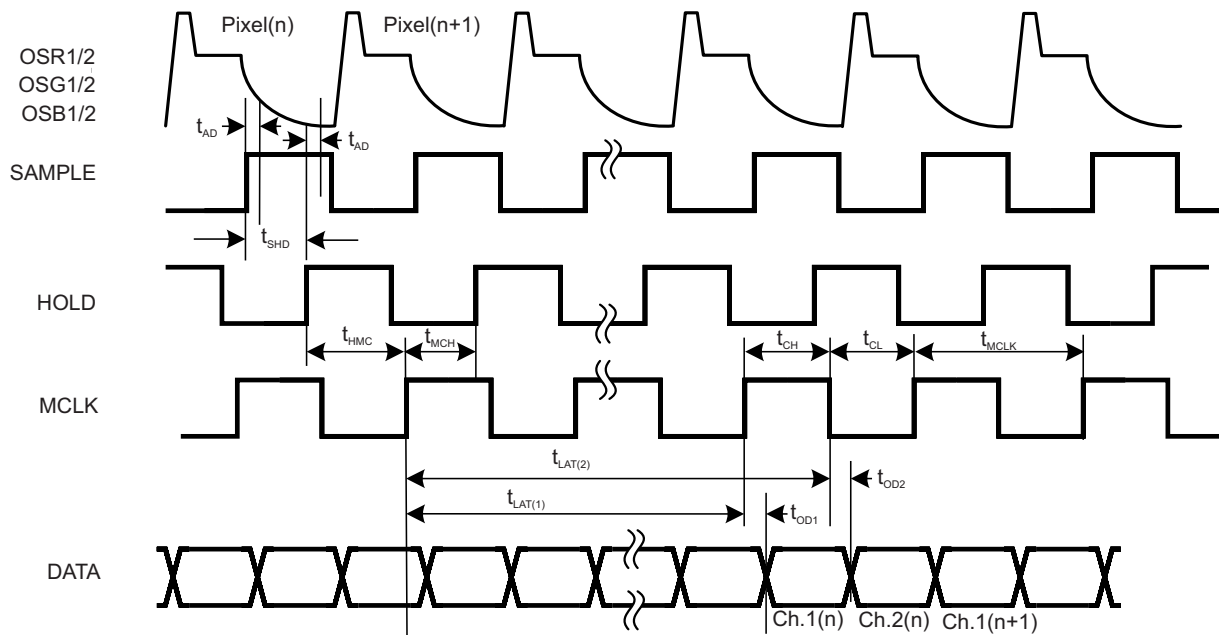 Pixel(n) Pixel(n+1)
OSR1/2
OSG1/2
OSB1/2
tAD
tAD
SAMPLE
tSHD
HOLD
tHMC tMCH tCH tCL tMCLK
MCLK
tLAT(2)
tOD2
tLAT(1)
tOD1
DATA
Ch.1(n) Ch.2(n) Ch.1(n+1)